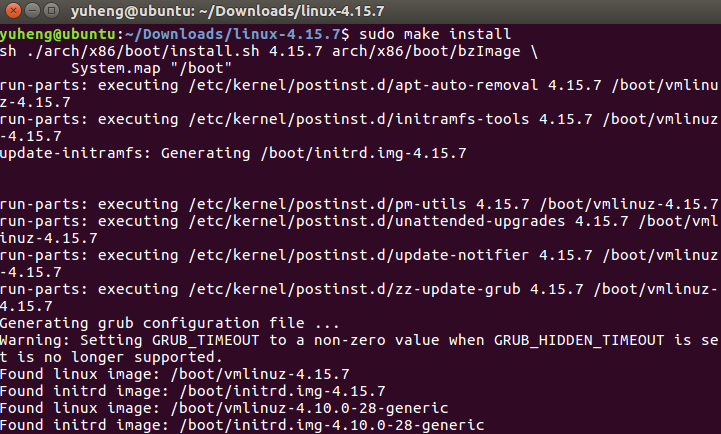 yuheng@ubuntu: ~/Downloads/linux-4.15.7
yuheng@ubuntu:~/Downloads/linux-4.15.7$ sudo make install
sh ./arch/x86/boot/install.sh 4.15.7 arch/x86/boot/bzImage \
        System.map "/boot"
run-parts: executing /etc/kernel/postinst.d/apt-auto-removal 4.15.7 /boot/vmlinu
z-4.15.7
run-parts: executing /etc/kernel/postinst.d/initramfs-tools 4.15.7 /boot/vmlinuz
-4.15.7
update-initramfs: Generating /boot/initrd.img-4.15.7
run-parts: executing /etc/kernel/postinst.d/pm-utils 4.15.7 /boot/vmlinuz-4.15.7
run-parts: executing /etc/kernel/postinst.d/unattended-upgrades 4.15.7 /boot/vml
inuz-4.15.7
run-parts: executing /etc/kernel/postinst.d/update-notifier 4.15.7 /boot/vmlinuz
-4.15.7
run-parts: executing /etc/kernel/postinst.d/zz-update-grub 4.15.7 /boot/vmlinuz-
4.15.7
Generating grub configuration file ...
Warning: Setting GRUB_TIMEOUT to a non-zero value when GRUB_HIDDEN_TIMEOUT is se
t is no longer supported.
Found linux image: /boot/vmlinuz-4.15.7
Found initrd image: /boot/initrd.img-4.15.7
Found linux image: /boot/vmlinuz-4.10.0-28-generic
Found initrd image: /boot/initrd.img-4.10.0-28-generic